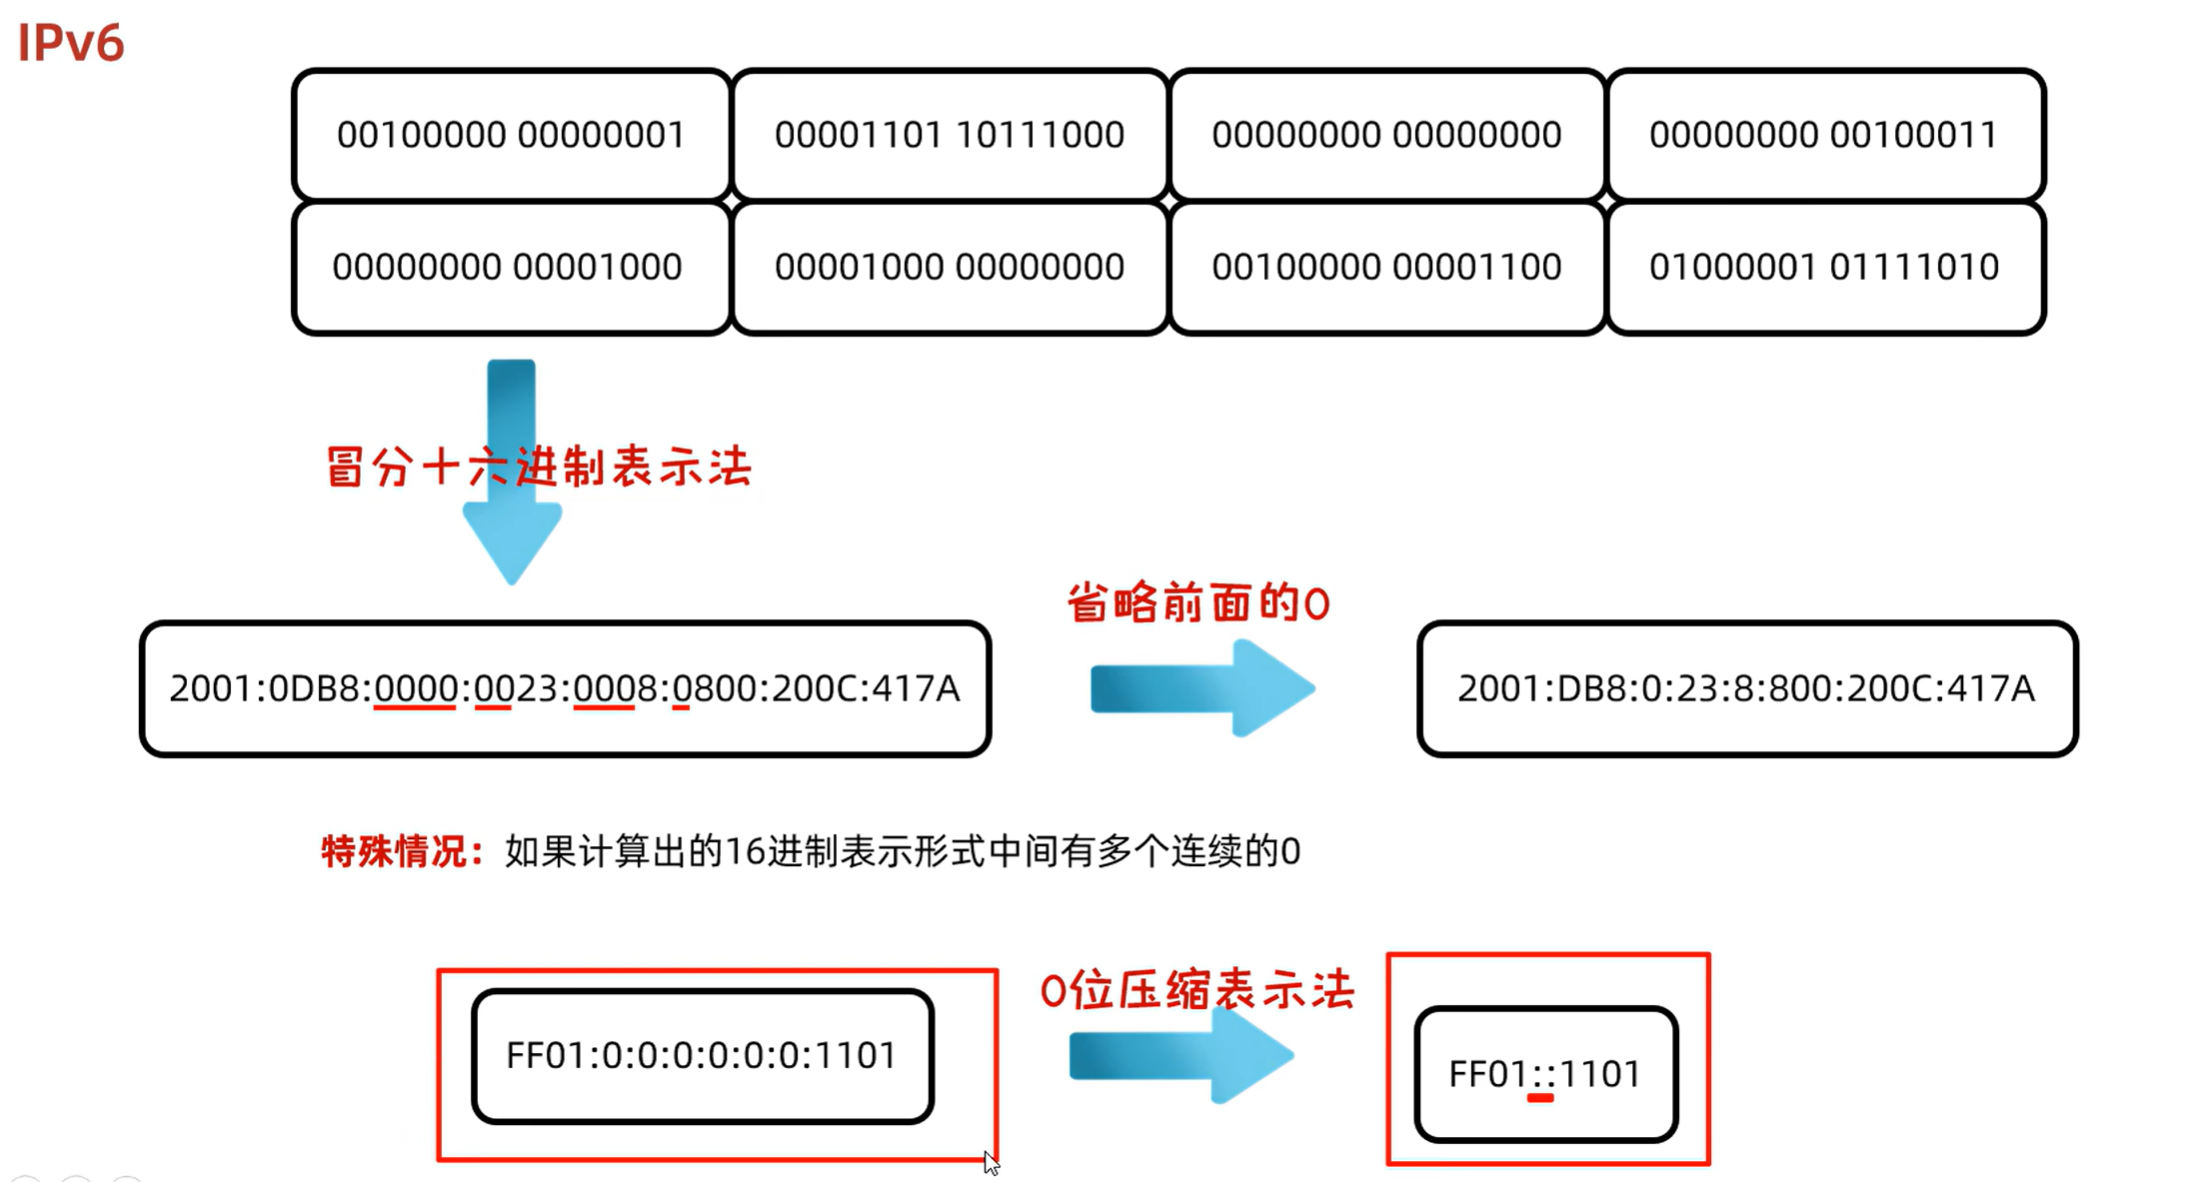 IPv6
00100000 00000001 00001101 10111000 00000000 00000000 00000000 00100011
00000000 00001000 00001000 00000000 00100000 00001100 01000001 01111010
冒分十六进制表示法
省略前面的0
2001:0DB8:0000:0023:0008:0800:200C:417A
2001:DB8:0:23:8:800:200C:417A
特殊情况：如果计算出的16进制表示形式中间有多个连续的0
0位压缩表示法
FF01:0:0:0:0:0:0:1101
FF01::1101